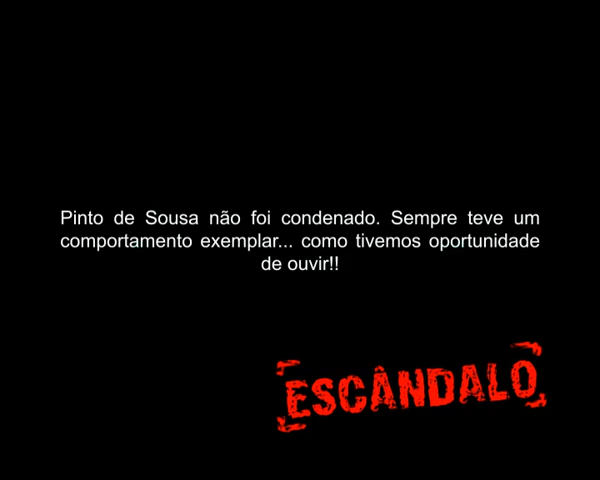 Pinto de Sousa não foi condenado. Sempre teve um
comportamento exemplar... como tivemos oportunidade
de ouvir!!
ESCÂNDALO